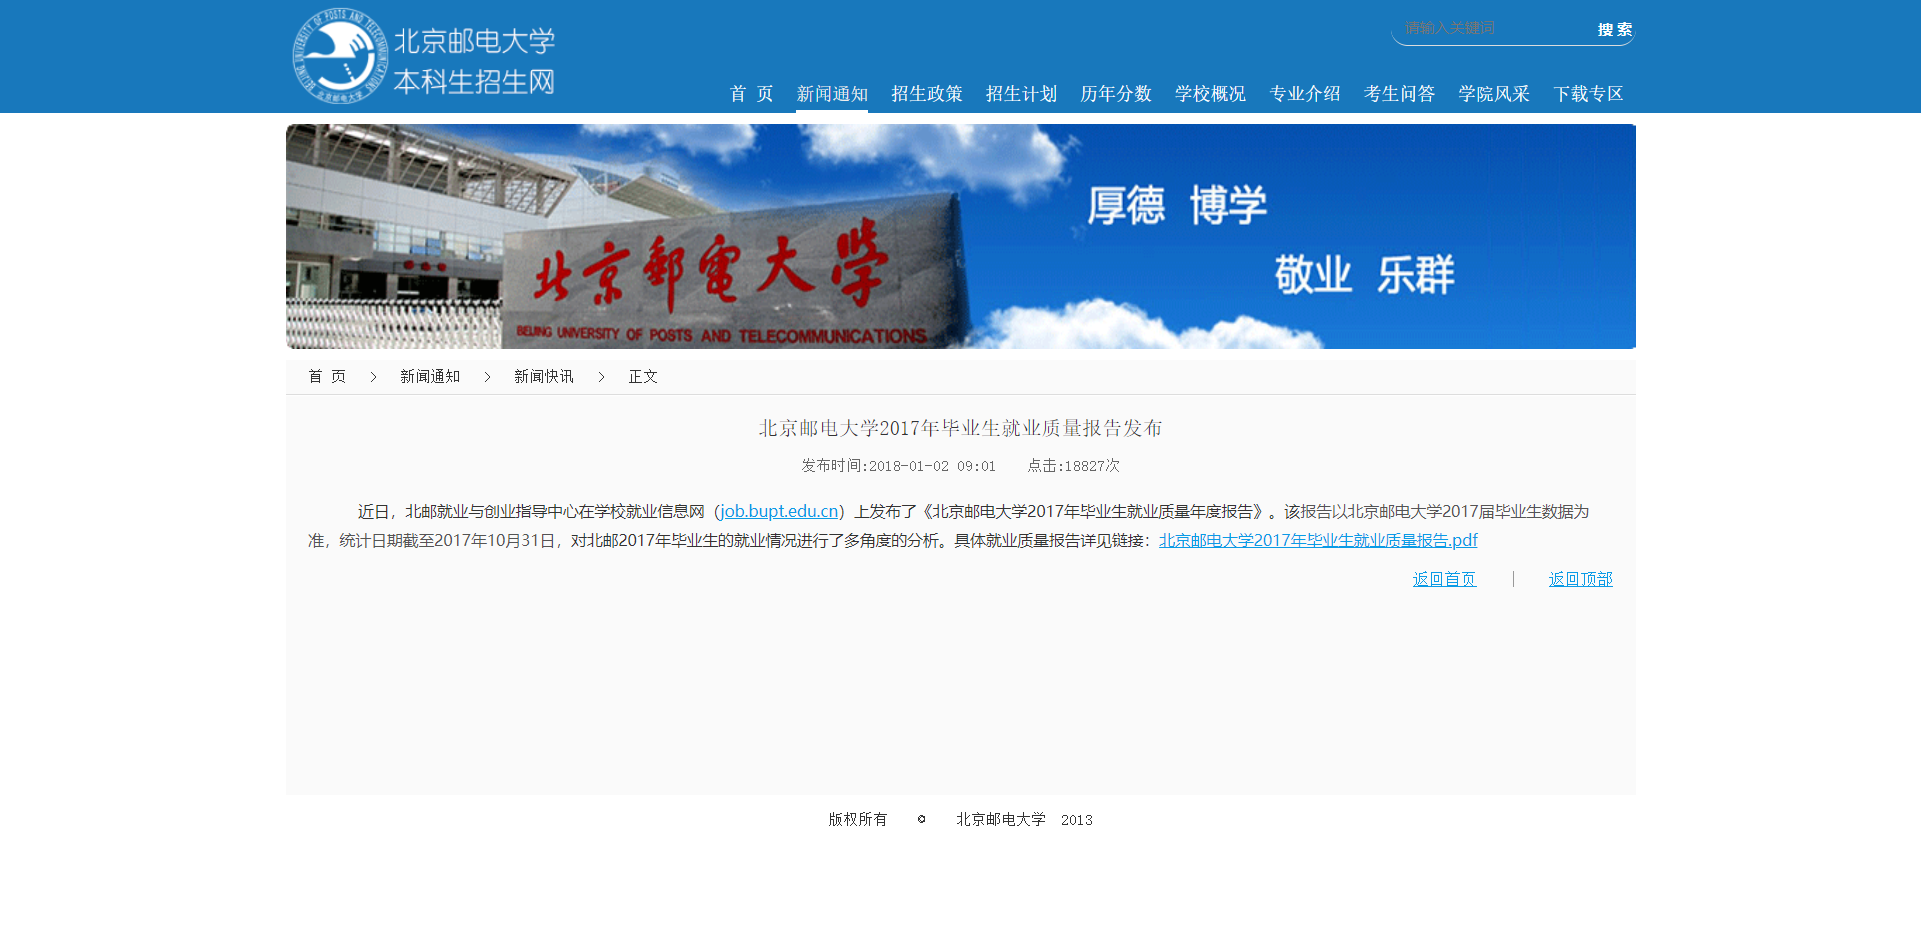 北京邮电大学
本科生招生网
请输入关键词
搜 索
首 页 新闻通知 招生政策 招生计划 历年分数 学校概况 专业介绍 考生问答 学院风采 下载专区
厚德 博学
敬业 乐群
北京郵電大學
BEIJING UNIVERSITY OF POSTS AND TELECOMMUNICATIONS
首 页 > 新闻通知 > 新闻快讯 > 正文
北京邮电大学2017年毕业生就业质量报告发布
发布时间:2018-01-02 09:01 点击:18827次
近日，北邮就业与创业指导中心在学校就业信息网（job.bupt.edu.cn）上发布了《北京邮电大学2017年毕业生就业质量年度报告》。该报告以北京邮电大学2017届毕业生数据为
准，统计日期截至2017年10月31日，对北邮2017年毕业生的就业情况进行了多角度的分析。具体就业质量报告详见链接：北京邮电大学2017年毕业生就业质量报告.pdf
返回首页 | 返回顶部
版权所有 © 北京邮电大学 2013